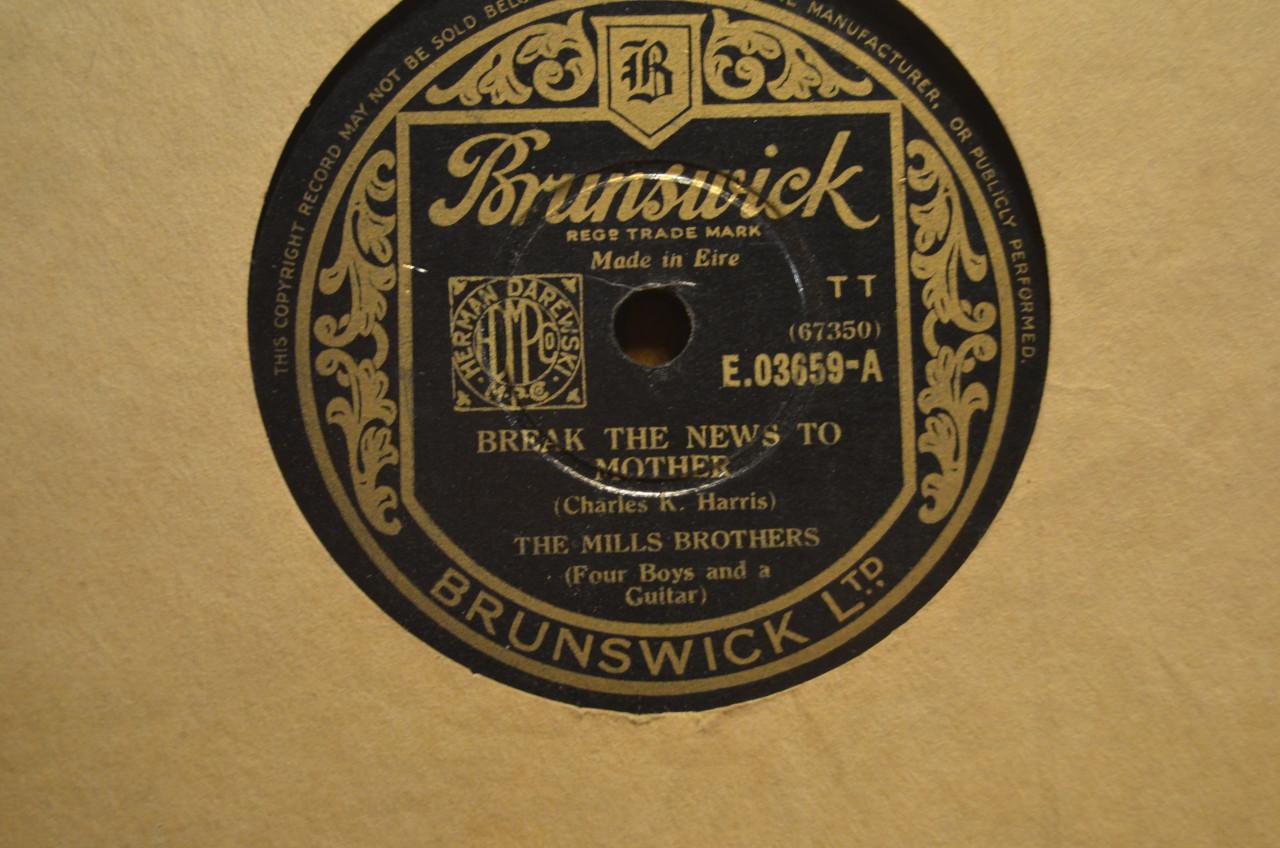 THIS COPYRIGHT RECORD MAY NOT BE SOLD
MANUFACTURER, OR PUBLICLY PERFORMED.
B
Brunswick
REGD TRADE MARK
Made in Eire
HERMAN DAREWSKI
M.P.Co
TT
(67350)
E.03659-A
BREAK THE NEWS TO
MOTHER
(Charles K. Harris)
THE MILLS BROTHERS
(Four Boys and a
Guitar)
BRUNSWICK LTD.